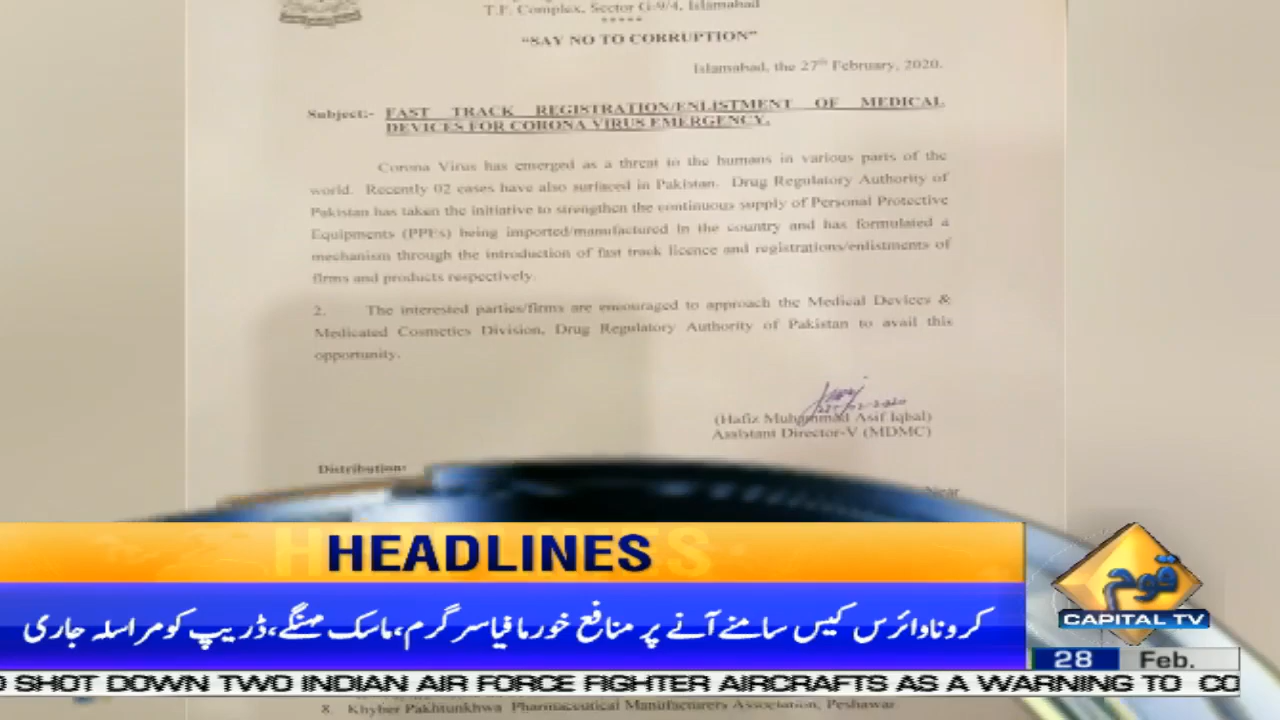 T.F. Complex, Sector G-9/4, Islamabad
*****
"SAY NO TO CORRUPTION"
Islamabad, the 27th February, 2020.
Subject:- FAST TRACK REGISTRATION/ENLISTMENT OF MEDICAL
DEVICES FOR CORONA VIRUS EMERGENCY.
Corona Virus has emerged as a threat to the humans in various parts of the
world. Recently 02 cases have also surfaced in Pakistan. Drug Regulatory Authority of
Pakistan has taken the initiative to strengthen the continuous supply of Personal Protective
Equipments (PPEs) being imported/manufactured in the country and has formulated a
mechanism through the introduction of fast track licence and registrations/enlistments of
firms and products respectively.
2. The interested parties/firms are encouraged to approach the Medical Devices &
Medicated Cosmetics Division, Drug Regulatory Authority of Pakistan to avail this
opportunity.
(Hafiz Muhammad Asif Iqbal)
Assistant Director-V (MDMC)
Distribution:
Near
HEADLINES
کرونا وائرس کیس سامنے آنے پر منافع خور مافیا سرگرم، ماسک مہنگے، ڈریپ کو مراسلہ جاری
قوم
CAPITAL TV
28 Feb.
SHOT DOWN TWO INDIAN AIR FORCE FIGHTER AIRCRAFTS AS A WARNING TO
8. Khyber Pakhtunkhwa Pharmaceutical Manufacturers Association, Peshawar